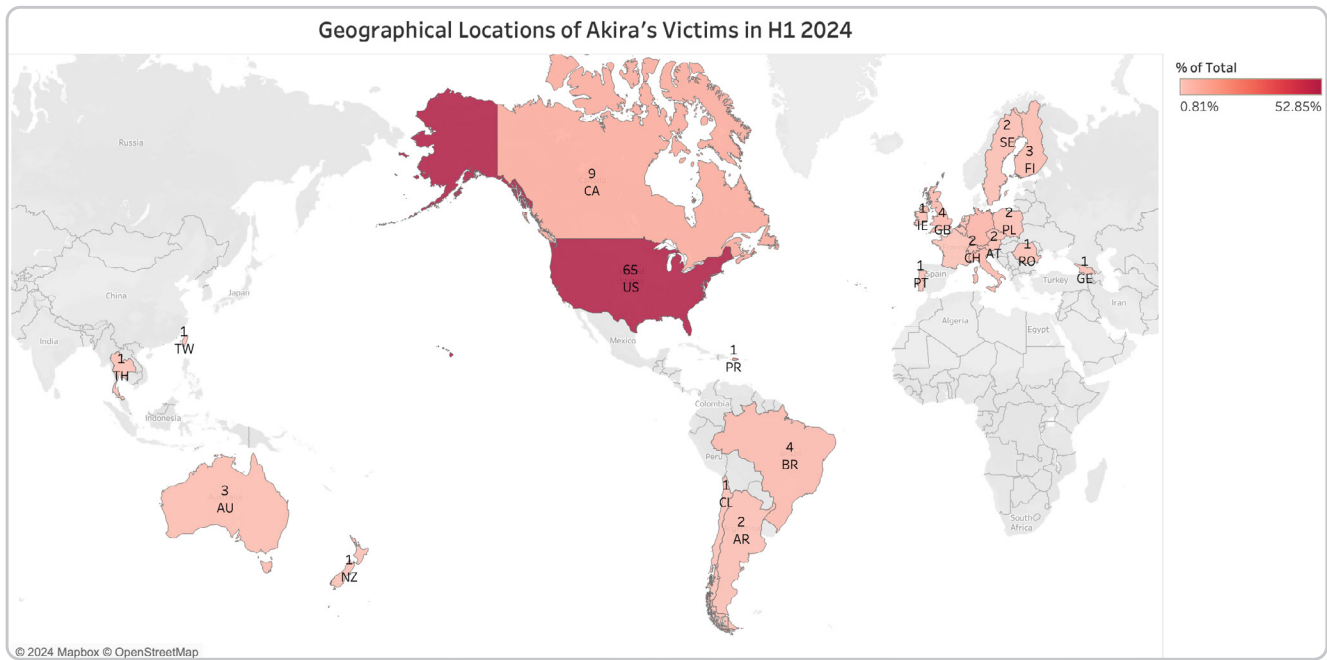 Geographical Locations of Akira's Victims in H1 2024
% of Total
0.81%
52.85%
Russia
China
Japan
India
1
TW
1
TH
Indonesia
3
AU
1
NZ
9
CA
65
US
Mexico
1
PR
Colombia
Peru
4
BR
1
CL
2
AR
2
SE
3
FI
1
IE
4
GB
2
PL
2
CH
2
AT
1
RO
1
PT
Spain
1
GE
Turkey
Iran
Algeria
Egypt
South
Africa
© 2024 Mapbox © OpenStreetMap